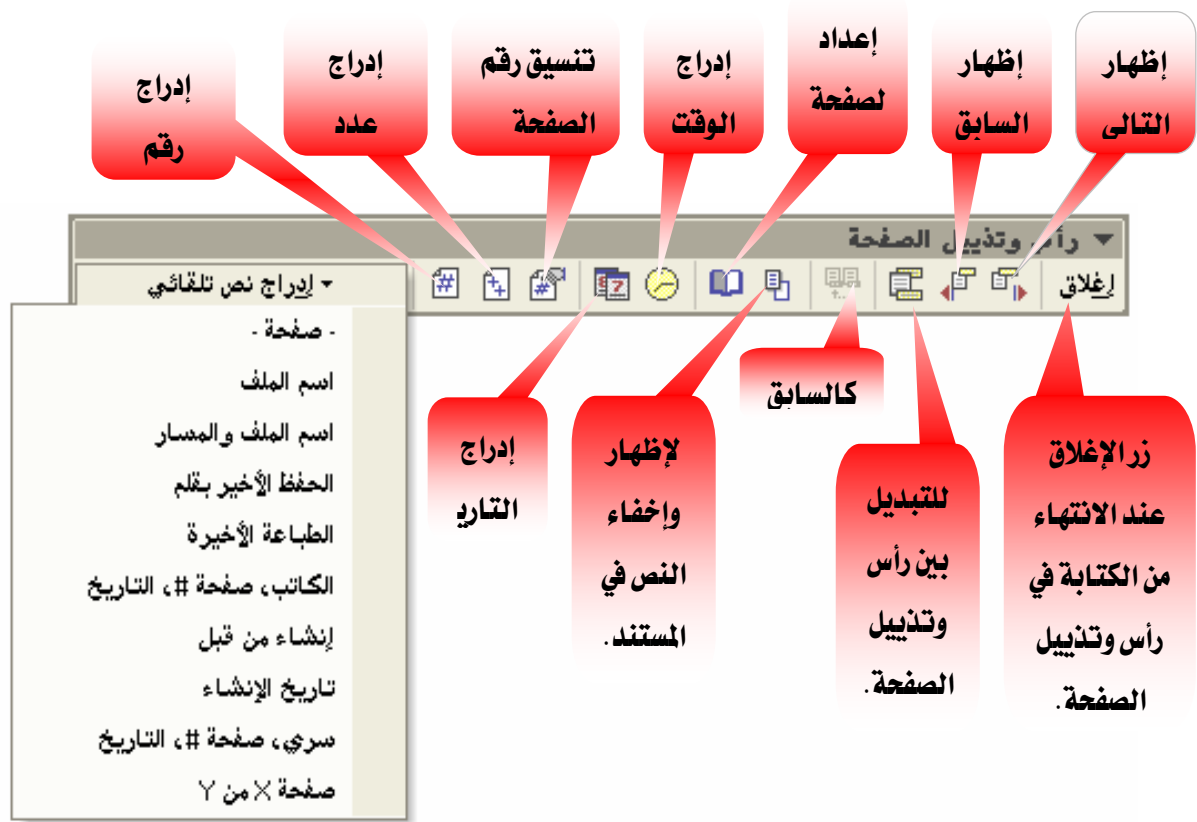 إظهار
التالى
إظهار
السابق
إعداد
لصفحة
إدراج
الوقت
تنسيق رقم
الصفحة
إدراج
عدد
إدراج
رقم
رأس وتذييل الصفحة
إغلاق
إدراج نص تلقائي
- صفحة -
اسم الملف
اسم الملف والمسار
الحفظ الأخير بقلم
الطباعة الأخيرة
الكاتب، صفحة #، التاريخ
إنشاء من قبل
تاريخ الإنشاء
سري، صفحة #، التاريخ
صفحة X من Y
زر الإغلاق
عند الانتهاء
من الكتابة في
رأس وتذييل
الصفحة.
للتبديل
بين رأس
وتذييل
الصفحة.
كالسابق
لإظهار
وإخفاء
النص في
المستند.
إدراج
التاري